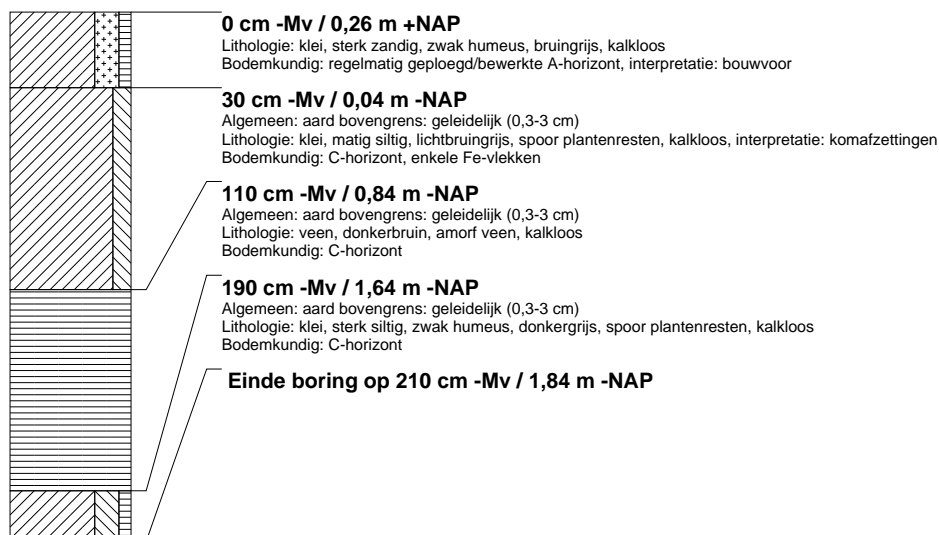 0 cm -Mv / 0,26 m +NAP
Lithologie: klei, sterk zandig, zwak humeus, bruingrijs, kalkloos
Bodemkundig: regelmatig geploegd/bewerkte A-horizont, interpretatie: bouwvoor
30 cm -Mv / 0,04 m -NAP
Algemeen: aard bovengrens: geleidelijk (0,3-3 cm)
Lithologie: klei, matig siltig, lichtbruingrijs, spoor plantenresten, kalkloos, interpretatie: komafzettingen
Bodemkundig: C-horizont, enkele Fe-vlekken
110 cm -Mv / 0,84 m -NAP
Algemeen: aard bovengrens: geleidelijk (0,3-3 cm)
Lithologie: veen, donkerbruin, amorf veen, kalkloos
Bodemkundig: C-horizont
190 cm -Mv / 1,64 m -NAP
Algemeen: aard bovengrens: geleidelijk (0,3-3 cm)
Lithologie: klei, sterk siltig, zwak humeus, donkergrijs, spoor plantenresten, kalkloos
Bodemkundig: C-horizont
Einde boring op 210 cm -Mv / 1,84 m -NAP